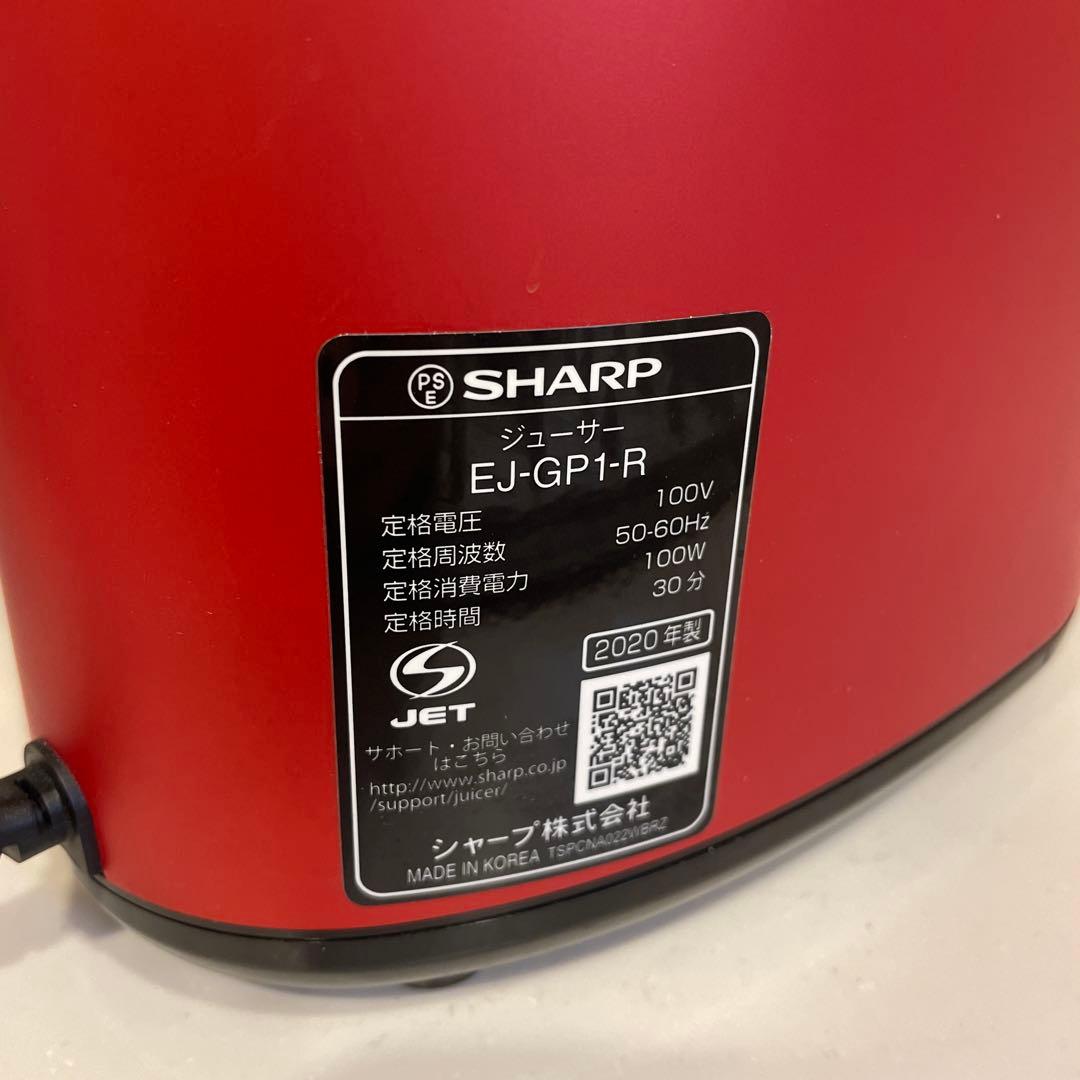 PSE SHARP
ジューサー
EJ-GP1-R
定格電圧 100V
定格周波数 50-60Hz
定格消費電力 100W
定格時間 30分
2020年製
JET
サポート・お問い合わせ
はこちら
http://www.sharp.co.jp
/support/juicer/
シャープ株式会社
MADE IN KOREA TSPCNA022WBRZ